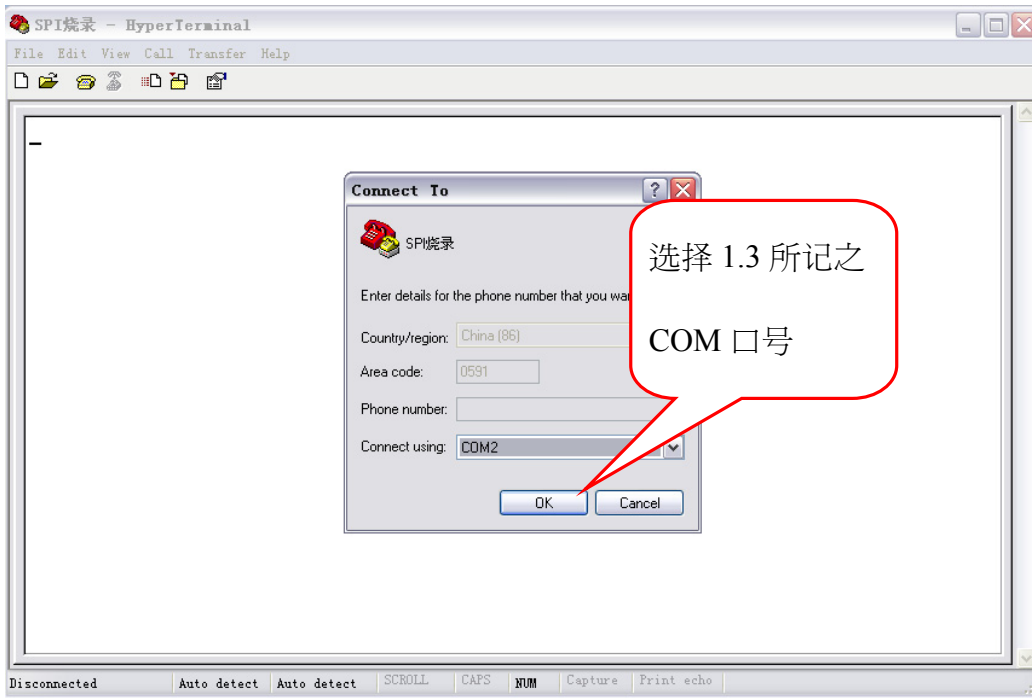 SPI烧录 - HyperTerminal
File Edit View Call Transfer Help
Connect To
SPI烧录
Enter details for the phone number that you
Country/region: China (86)
Area code: 0591
Phone number:
Connect using: COM2
OK Cancel
选择 1.3 所记之
COM 口号
Disconnected Auto detect Auto detect SCROLL CAPS NUM Capture Print echo